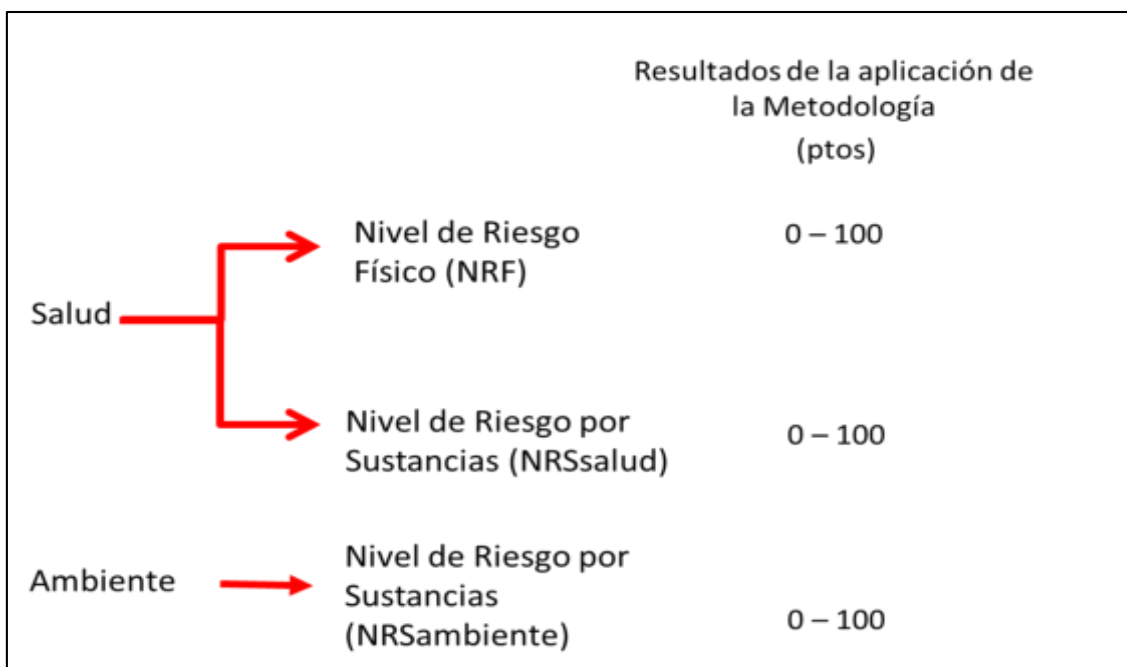 Resultados de la aplicación de
la Metodología
(ptos)
Salud
Nivel de Riesgo
Físico (NRF)
0 – 100
Nivel de Riesgo por
Sustancias (NRSsalud)
0 – 100
Ambiente
Nivel de Riesgo por
Sustancias
(NRSambiente)
0 – 100